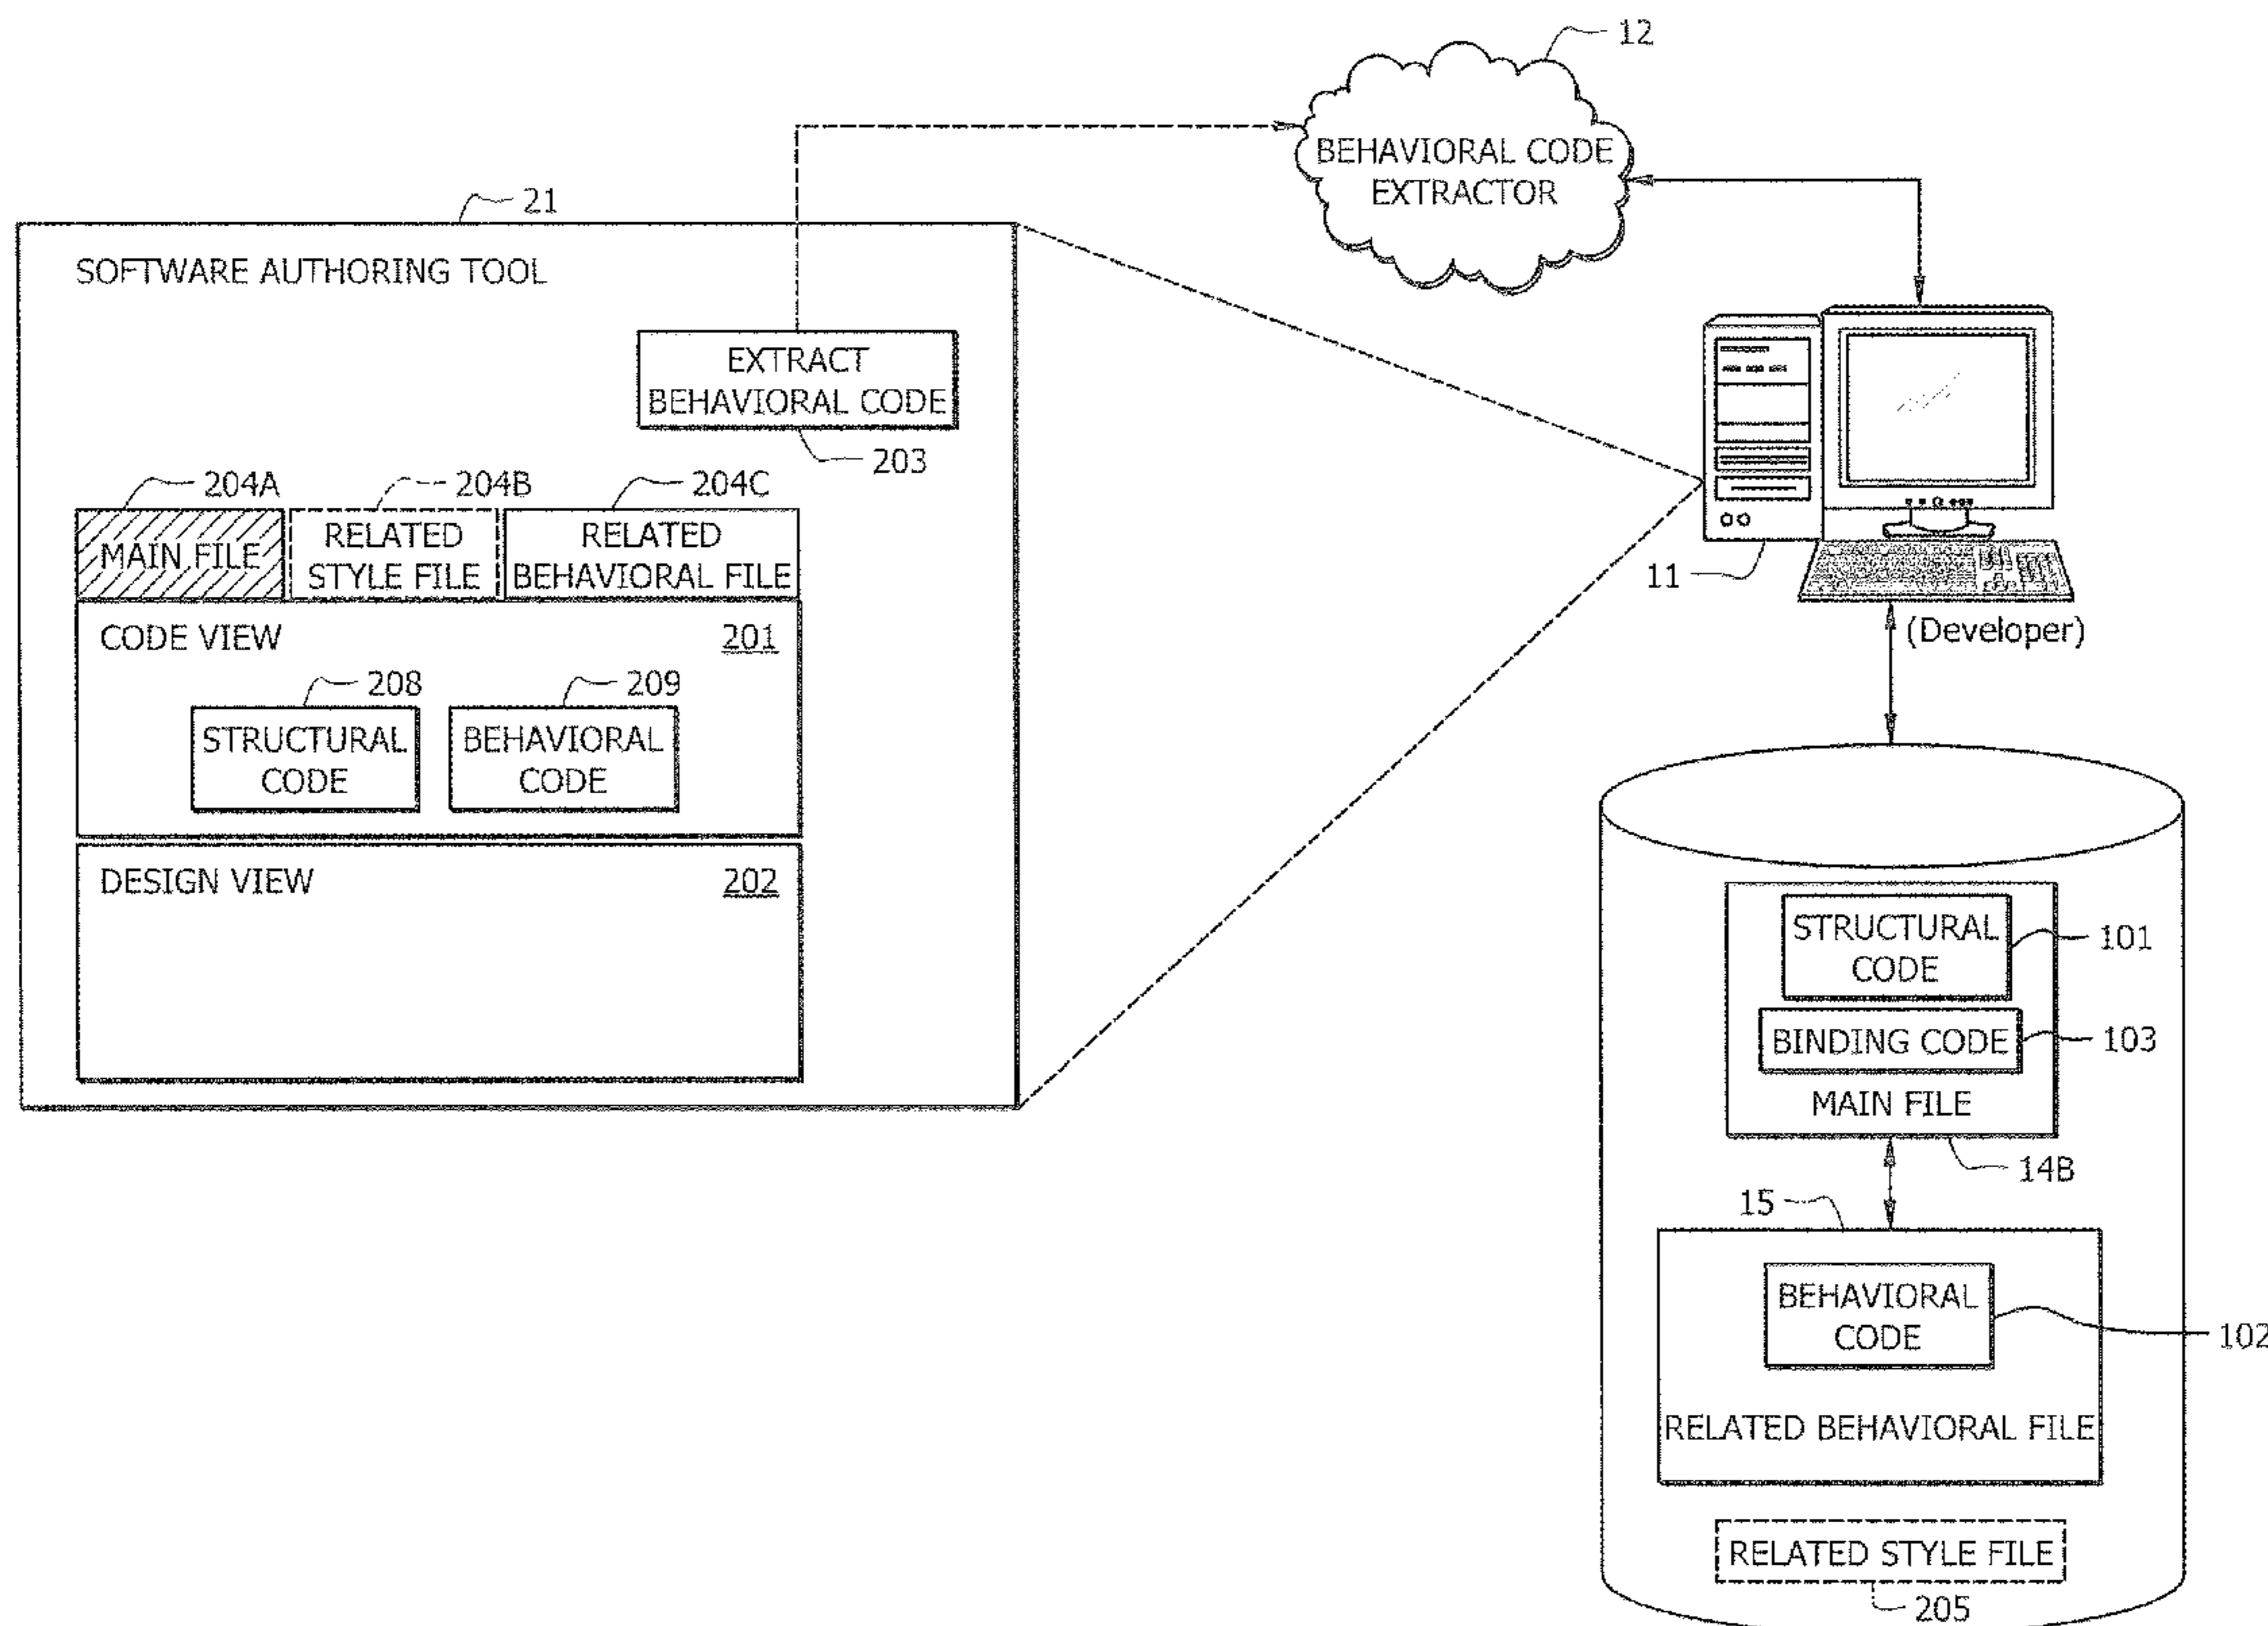 12
BEHAVIORAL CODE
EXTRACTOR
21
SOFTWARE AUTHORING TOOL
EXTRACT
BEHAVIORAL CODE
203
204A
204B
204C
MAIN FILE
RELATED
STYLE FILE
RELATED
BEHAVIORAL FILE
CODE VIEW
201
208
209
STRUCTURAL
CODE
BEHAVIORAL
CODE
DESIGN VIEW
202
11
(Developer)
STRUCTURAL
CODE
101
BINDING CODE
103
MAIN FILE
14B
15
BEHAVIORAL
CODE
102
RELATED BEHAVIORAL FILE
RELATED STYLE FILE
205